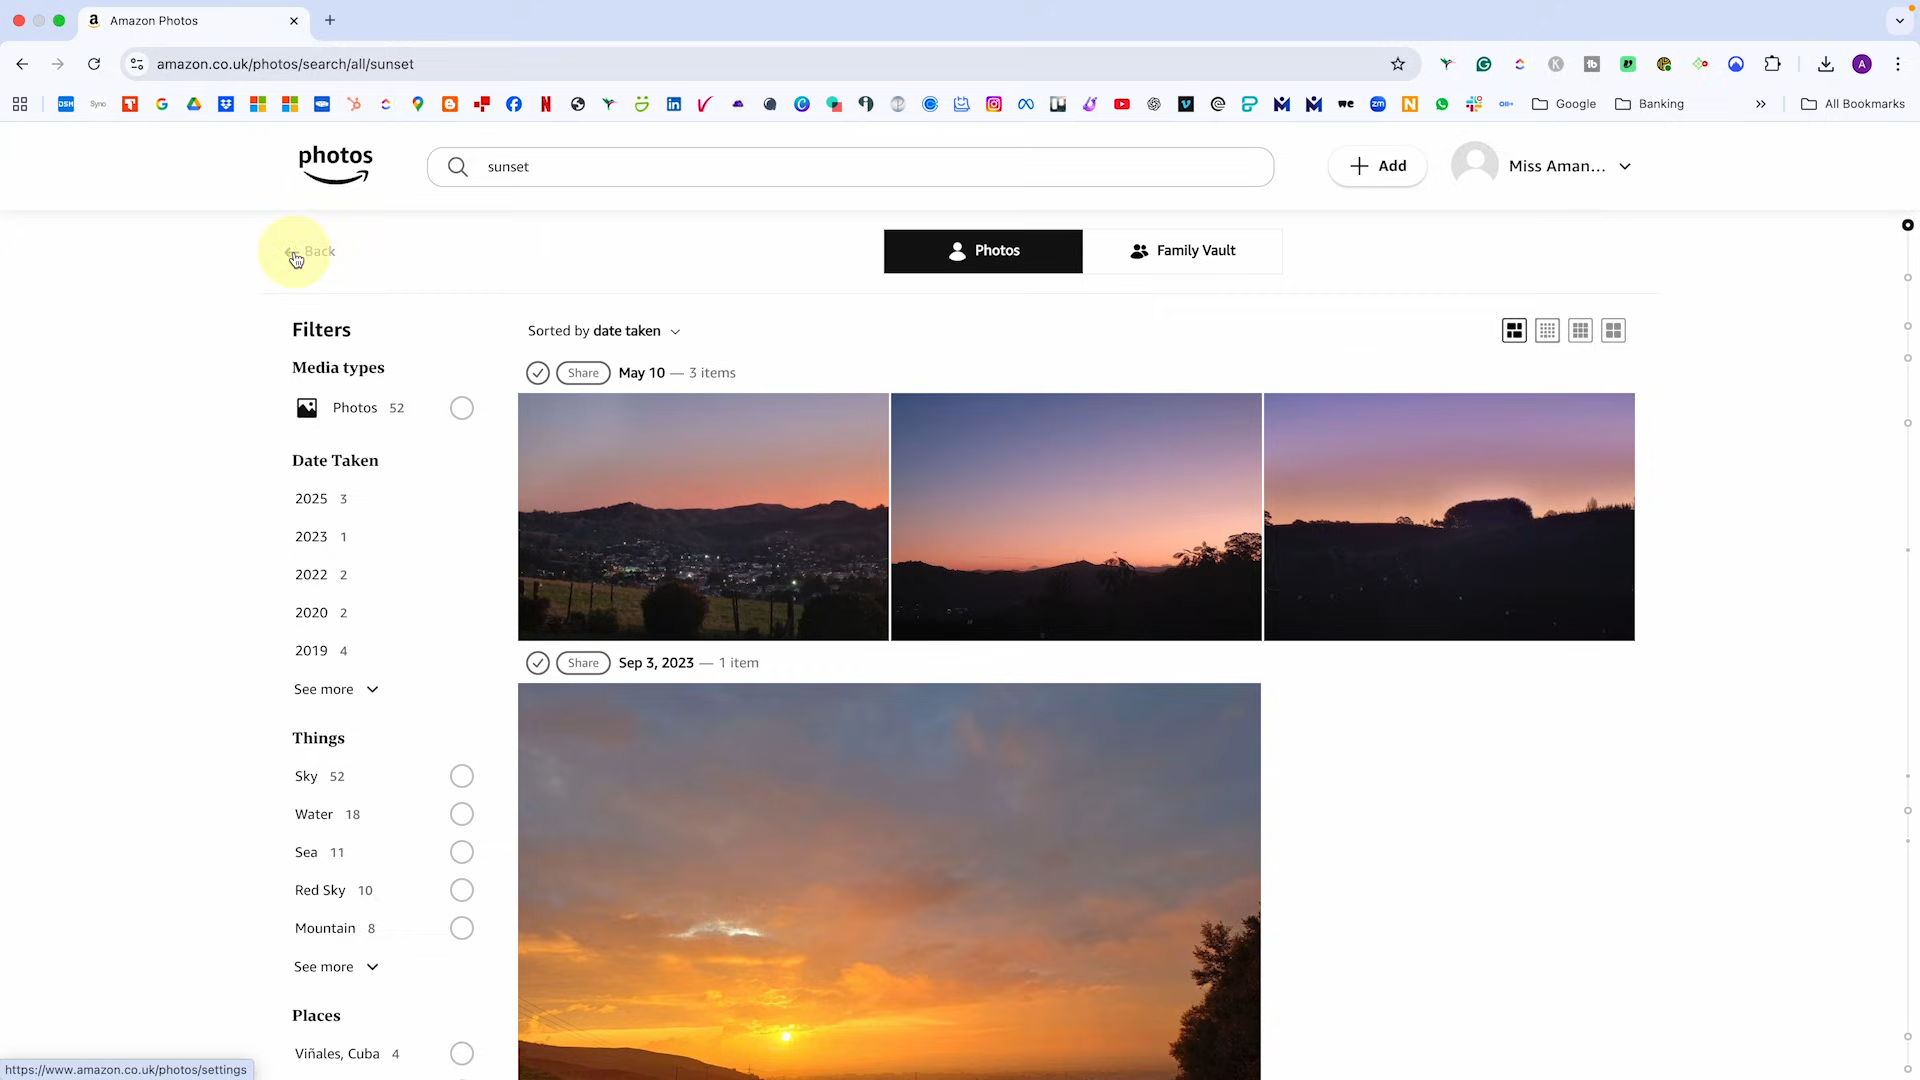 Amazon Photos
amazon.co.uk/photos/search/all/sunset
Google
Banking
All Bookmarks
photos
sunset
Add
Miss Aman...
Back
Photos
Family Vault
Filters
Sorted by date taken
Media types
Share May 10 — 3 items
Photos 52
Date Taken
2025 3
2023 1
2022 2
2020 2
2019 4
See more
Share Sep 3, 2023 — 1 item
Things
Sky 52
Water 18
Sea 11
Red Sky 10
Mountain 8
See more
Places
Viñales, Cuba 4
https://www.amazon.co.uk/photos/settings